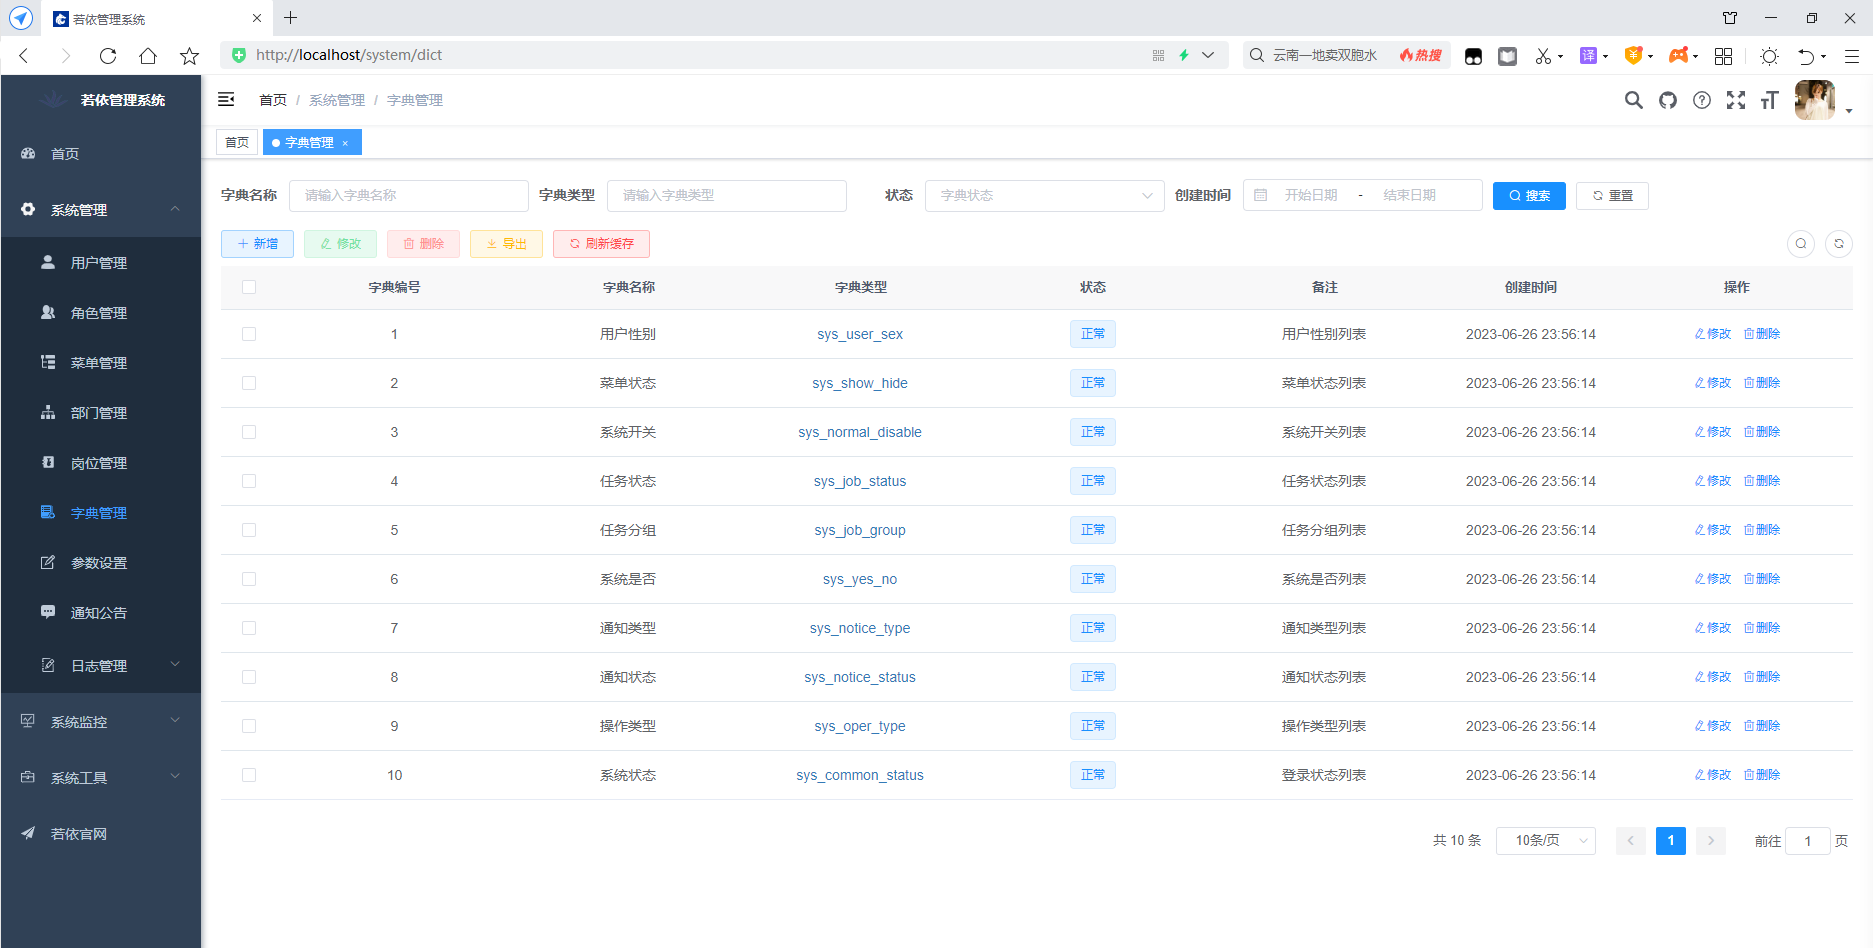 若依管理系统
http://localhost/system/dict
云南一地卖双胞胎水 热搜
若依管理系统
首页 / 系统管理 / 字典管理
首页
字典管理
首页
系统管理
用户管理
角色管理
菜单管理
部门管理
岗位管理
字典管理
参数设置
通知公告
日志管理
系统监控
系统工具
若依官网
字典名称 请输入字典名称 字典类型 请输入字典类型 状态 字典状态 创建时间 开始日期 - 结束日期 搜索 重置
新增 修改 删除 导出 刷新缓存
字典编号 字典名称 字典类型 状态 备注 创建时间 操作
1 用户性别 sys_user_sex 正常 用户性别列表 2023-06-26 23:56:14 修改 删除
2 菜单状态 sys_show_hide 正常 菜单状态列表 2023-06-26 23:56:14 修改 删除
3 系统开关 sys_normal_disable 正常 系统开关列表 2023-06-26 23:56:14 修改 删除
4 任务状态 sys_job_status 正常 任务状态列表 2023-06-26 23:56:14 修改 删除
5 任务分组 sys_job_group 正常 任务分组列表 2023-06-26 23:56:14 修改 删除
6 系统是否 sys_yes_no 正常 系统是否列表 2023-06-26 23:56:14 修改 删除
7 通知类型 sys_notice_type 正常 通知类型列表 2023-06-26 23:56:14 修改 删除
8 通知状态 sys_notice_status 正常 通知状态列表 2023-06-26 23:56:14 修改 删除
9 操作类型 sys_oper_type 正常 操作类型列表 2023-06-26 23:56:14 修改 删除
10 系统状态 sys_common_status 正常 登录状态列表 2023-06-26 23:56:14 修改 删除
共 10 条 10条/页 1 前往 1 页